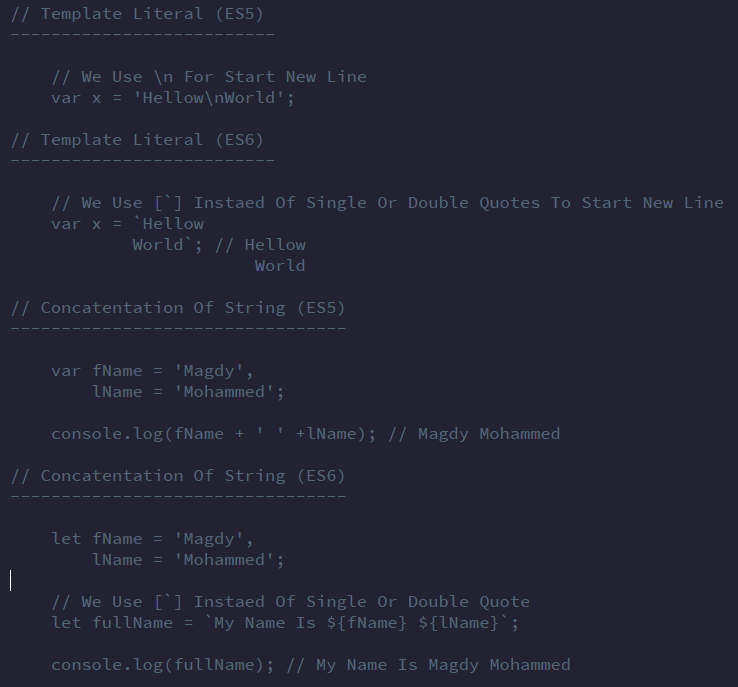 // Template Literal (ES5)
--------------------------
// We Use \n For Start New Line
var x = 'Hellow\nWorld';
// Template Literal (ES6)
--------------------------
// We Use [`] Instaed Of Single Or Double Quotes To Start New Line
var x = `Hellow
World`; // Hellow
World
// Concatentation Of String (ES5)
---------------------------------
var fName = 'Magdy',
lName = 'Mohammed';
console.log(fName + ' ' +lName); // Magdy Mohammed
// Concatentation Of String (ES6)
---------------------------------
let fName = 'Magdy',
lName = 'Mohammed';
// We Use [`] Instaed Of Single Or Double Quote
let fullName = `My Name Is ${fName} ${lName}`;
console.log(fullName); // My Name Is Magdy Mohammed